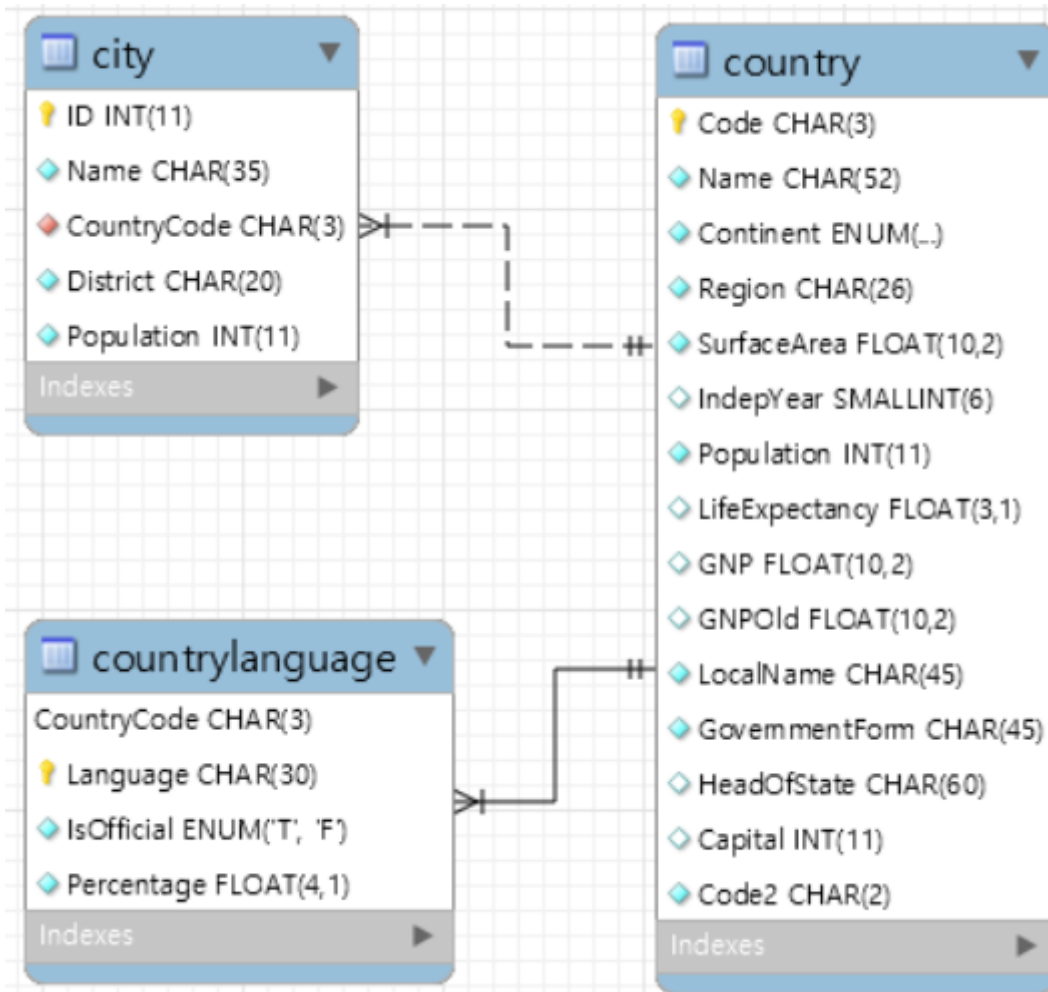 city
ID INT(11)
Name CHAR(35)
CountryCode CHAR(3)
District CHAR(20)
Population INT(11)
Indexes
country
Code CHAR(3)
Name CHAR(52)
Continent ENUM(...)
Region CHAR(26)
SurfaceArea FLOAT(10,2)
IndepYear SMALLINT(6)
Population INT(11)
LifeExpectancy FLOAT(3,1)
GNP FLOAT(10,2)
GNPOld FLOAT(10,2)
LocalName CHAR(45)
GovernmentForm CHAR(45)
HeadOfState CHAR(60)
Capital INT(11)
Code2 CHAR(2)
Indexes
countrylanguage
CountryCode CHAR(3)
Language CHAR(30)
IsOfficial ENUM('T', 'F')
Percentage FLOAT(4,1)
Indexes